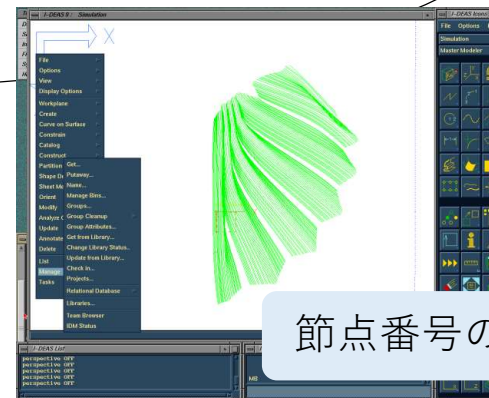 I-DEAS 8 : Simulation
I-DEAS Icons
File Options
Simulation
Master Modeler
X
File
Options
View
Display Options
Workplane
Create
Curve on Surface
Constrain
Catalog
Construct
Partition
Sheet Me
Orient
Modify
Analyze
Update
Annotate
Delete
List
Manage
Tasks
Get...
Putaway...
Name...
Manage Bins...
Groups...
Group Cleanup
Group Attributes...
Get from Library...
Change Library Status..
Update from Library...
Check In...
Projects...
Relational Database
Libraries...
Team Browser
IDM Status
節点番号の
I-DEAS List
perspective OFF
perspective OFF
perspective OFF
perspective OFF
MB